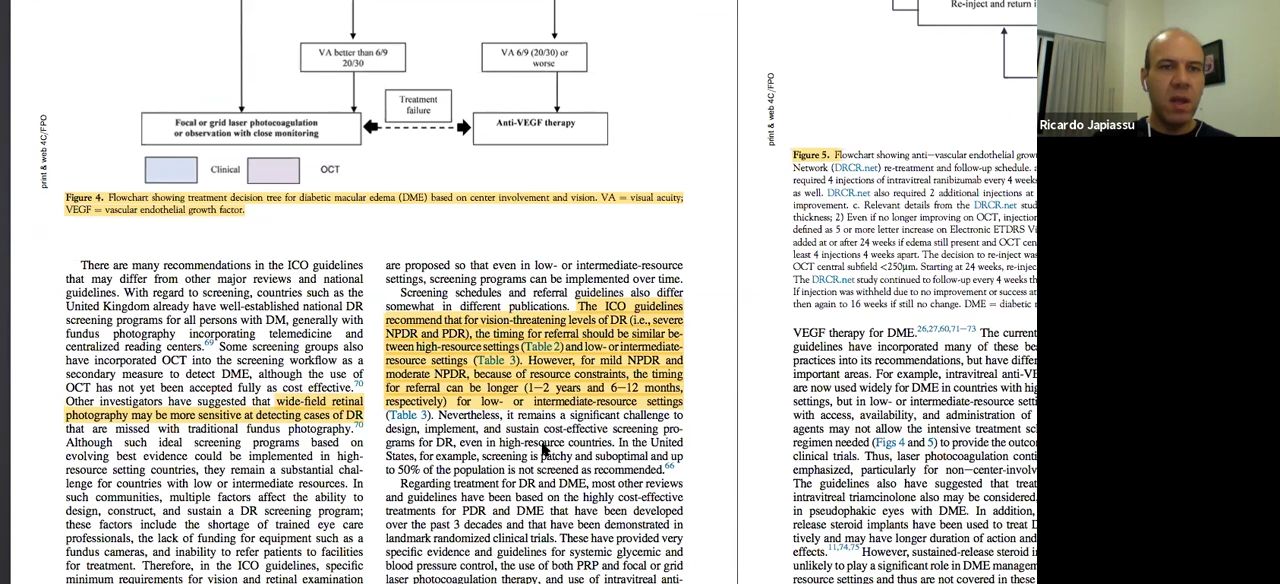 VA better than 6/9
20/30
VA 6/9 (20/30) or
worse
Treatment
failure
Focal or grid laser photocoagulation
or observation with close monitoring
Anti-VEGF therapy
Clinical
OCT
print & web 4C/FPO
Figure 4. Flowchart showing treatment decision tree for diabetic macular edema (DME) based on center involvement and vision. VA = visual acuity;
VEGF = vascular endothelial growth factor.
There are many recommendations in the ICO guidelines
that may differ from other major reviews and national
guidelines. With regard to screening, countries such as the
United Kingdom already have well-established national DR
screening programs for all persons with DM, generally with
fundus photography incorporating telemedicine and
centralized reading centers.69 Some screening groups also
have incorporated OCT into the screening workflow as a
secondary measure to detect DME, although the use of
OCT has not yet been accepted fully as cost effective.70
Other investigators have suggested that wide-field retinal
photography may be more sensitive at detecting cases of DR
that are missed with traditional fundus photography.70
Although such ideal screening programs based on
evolving best evidence could be implemented in high-
resource setting countries, they remain a substantial chal-
lenge for countries with low or intermediate resources. In
such communities, multiple factors affect the ability to
design, construct, and sustain a DR screening program;
these factors include the shortage of trained eye care
professionals, the lack of funding for equipment such as a
fundus cameras, and inability to refer patients to facilities
for treatment. Therefore, in the ICO guidelines, specific
minimum requirements for vision and retinal examination
are proposed so that even in low- or intermediate-resource
settings, screening programs can be implemented over time.
Screening schedules and referral guidelines also differ
somewhat in different publications. The ICO guidelines
recommend that for vision-threatening levels of DR (i.e., severe
NPDR and PDR), the timing for referral should be similar be-
tween high-resource settings (Table 2) and low- or intermediate-
resource settings (Table 3). However, for mild NPDR and
moderate NPDR, because of resource constraints, the timing
for referral can be longer (1–2 years and 6–12 months,
respectively) for low- or intermediate-resource settings
(Table 3). Nevertheless, it remains a significant challenge to
design, implement, and sustain cost-effective screening pro-
grams for DR, even in high-resource countries. In the United
States, for example, screening is patchy and suboptimal and up
to 50% of the population is not screened as recommended.66
Regarding treatment for DR and DME, most other reviews
and guidelines have been based on the highly cost-effective
treatments for PDR and DME that have been developed
over the past 3 decades and that have been demonstrated in
landmark randomized clinical trials. These have provided very
specific evidence and guidelines for systemic glycemic and
blood pressure control, the use of both PRP and focal or grid
laser photocoagulation therapy, and use of intravitreal anti-
Re-inject and return i
print & web 4C/FPO
Figure 5. Flowchart showing anti–vascular endothelial grow
Network (DRCR.net) re-treatment and follow-up schedule. a
required 4 injections of intravitreal ranibizumab every 4 weeks
as well. DRCR.net also required 2 additional injections at
improvement. c. Relevant details from the DRCR.net stud
thickness; 2) Even if no longer improving on OCT, injection
defined as 5 or more letter increase on Electronic ETDRS Vi
added at or after 24 weeks if edema still present and OCT cen
least 4 injections 4 weeks apart. The decision to re-inject was
OCT central subfield <250μm. Starting at 24 weeks, re-injec
The DRCR.net study continued to follow-up every 4 weeks th
If injection was withheld due to no improvement or success at
then again to 16 weeks if still no change. DME = diabetic r
VEGF therapy for DME.26,27,60,71–73 The current
guidelines have incorporated many of these be
practices into its recommendations, but have differ
important areas. For example, intravitreal anti-VE
are now used widely for DME in countries with hig
settings, but in low- or intermediate-resource setti
with access, availability, and administration of
agents may not allow the intensive treatment sc
regimen needed (Figs 4 and 5) to provide the outco
clinical trials. Thus, laser photocoagulation conti
emphasized, particularly for non–center-involv
The guidelines also have suggested that treat
intravitreal triamcinolone also may be considered,
in pseudophakic eyes with DME. In addition,
release steroid implants have been used to treat D
tively and may have longer duration of action and
effects.11,74,75 However, sustained-release steroid i
unlikely to play a significant role in DME managem
resource settings and thus are not covered in these
Ricardo Japiassu